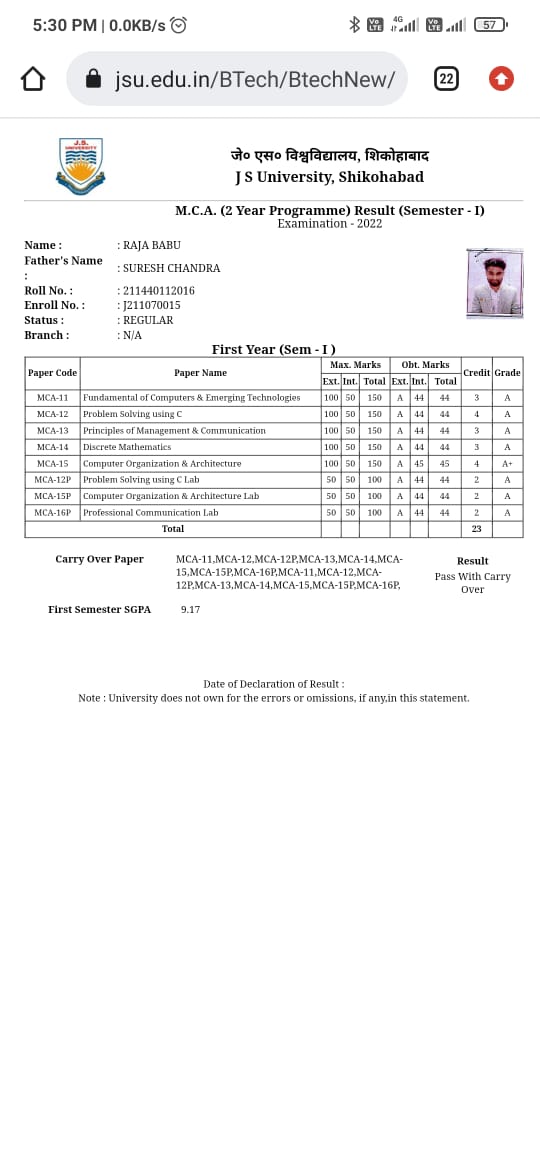 5:30 PM | 0.0KB/s
Vo LTE 4G Vo LTE 57
jsu.edu.in/BTech/BtechNew/ 22
J.S. UNIVERSITY
जे० एस० विश्वविद्यालय, शिकोहाबाद
J S University, Shikohabad
M.C.A. (2 Year Programme) Result (Semester - I)
Examination - 2022
Name : : RAJA BABU
Father's Name : : SURESH CHANDRA
Roll No. : : 211440112016
Enroll No. : : J211070015
Status : : REGULAR
Branch : : N/A
First Year (Sem - I )
Paper Code Paper Name Max. Marks Obt. Marks Credit Grade
Ext. Int. Total Ext. Int. Total
MCA-11 Fundamental of Computers & Emerging Technologies 100 50 150 A 44 44 3 A
MCA-12 Problem Solving using C 100 50 150 A 44 44 4 A
MCA-13 Principles of Management & Communication 100 50 150 A 44 44 3 A
MCA-14 Discrete Mathematics 100 50 150 A 44 44 3 A
MCA-15 Computer Organization & Architecture 100 50 150 A 45 45 4 A+
MCA-12P Problem Solving using C Lab 50 50 100 A 44 44 2 A
MCA-15P Computer Organization & Architecture Lab 50 50 100 A 44 44 2 A
MCA-16P Professional Communication Lab 50 50 100 A 44 44 2 A
Total 23
Carry Over Paper MCA-11,MCA-12,MCA-12P,MCA-13,MCA-14,MCA-
15,MCA-15P,MCA-16P,MCA-11,MCA-12,MCA-
12P,MCA-13,MCA-14,MCA-15,MCA-15P,MCA-16P,
Result
Pass With Carry
Over
First Semester SGPA 9.17
Date of Declaration of Result :
Note : University does not own for the errors or omissions, if any,in this statement.